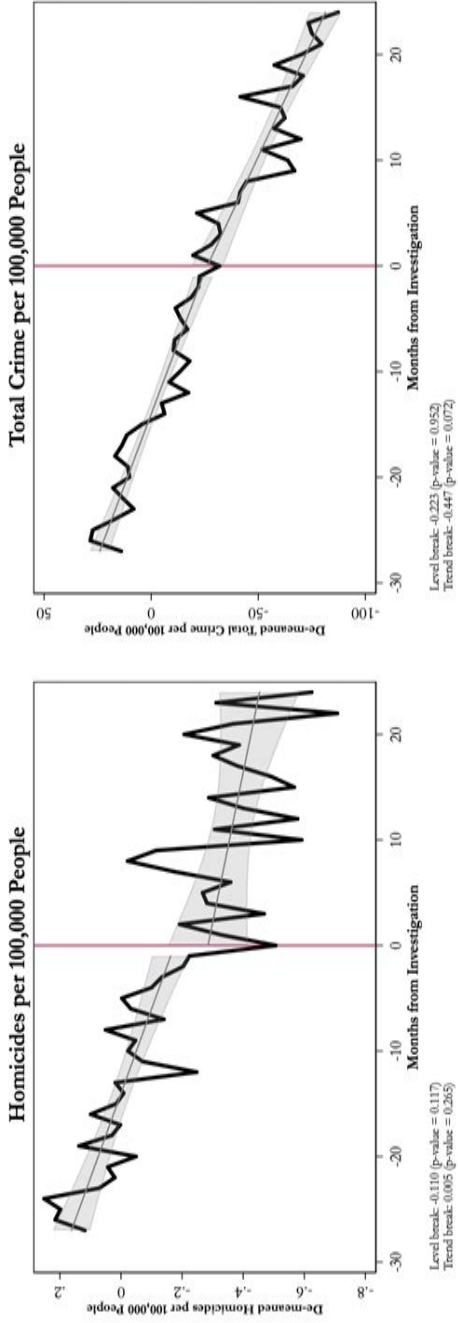 Homicides per 100,000 People
De-meaned Homicides per 100,000 People
.2
0
-.2
-.4
-.6
-.8
-30
-20
-10
0
10
20
Months from Investigation
Level break: -0.110 (p-value = 0.117)
Trend break: 0.005 (p-value = 0.265)
Total Crime per 100,000 People
De-meaned Total Crime per 100,000 People
50
0
-50
-100
-30
-20
-10
0
10
20
Months from Investigation
Level break: -0.223 (p-value = 0.952)
Trend break: -0.447 (p-value = 0.072)